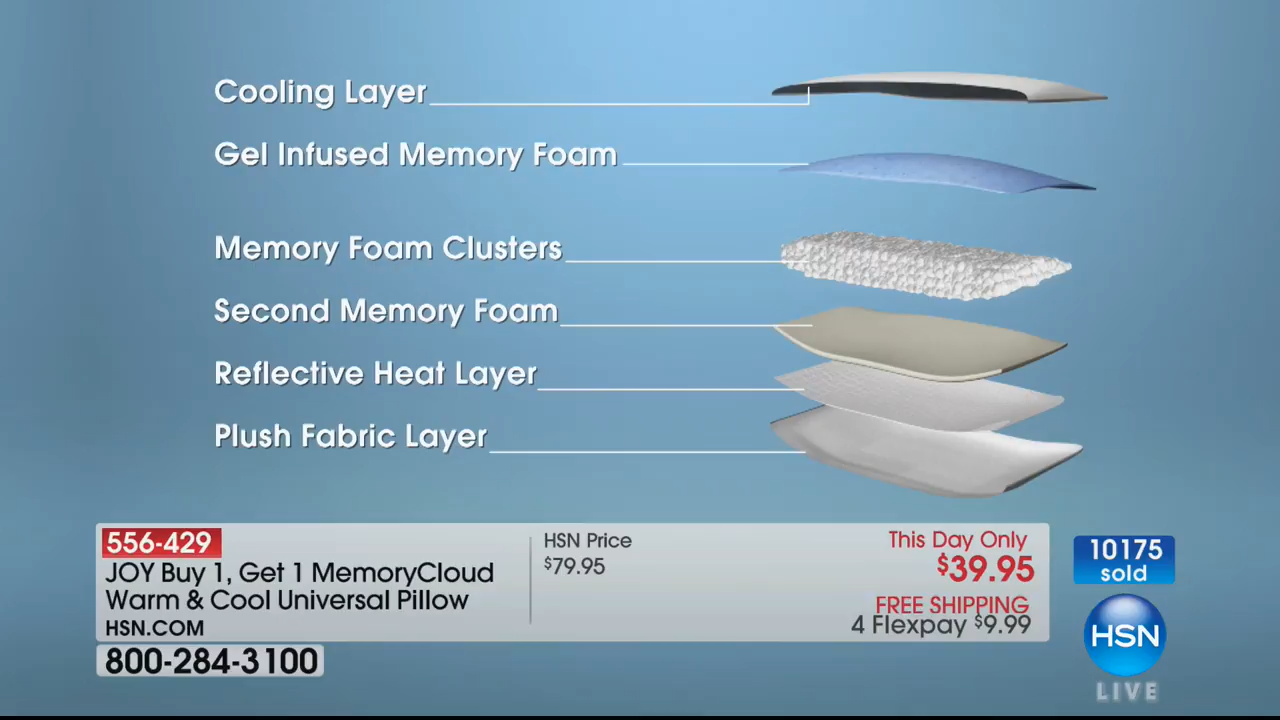 Cooling Layer
Gel Infused Memory Foam
Memory Foam Clusters
Second Memory Foam
Reflective Heat Layer
Plush Fabric Layer
556-429
JOY Buy 1, Get 1 MemoryCloud
Warm & Cool Universal Pillow
HSN.COM
800-284-3100
HSN Price
$79.95
This Day Only
$39.95
FREE SHIPPING
4 Flexpay $9.99
10175
sold
HSN
LIVE